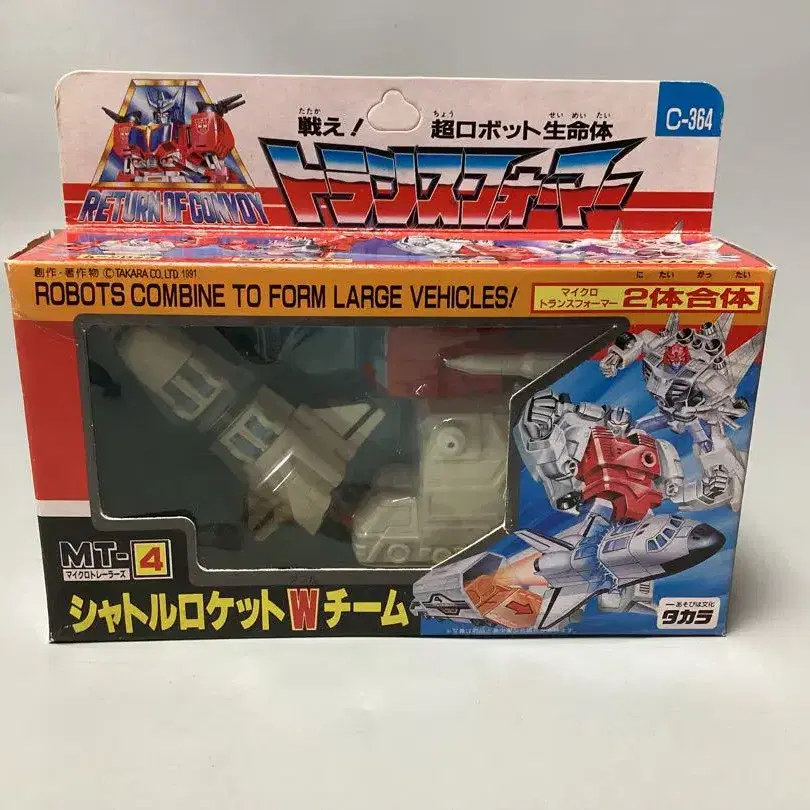 RETURN OF CONVOY
たたか ちょう せい めい たい
戦え! 超ロボット生命体
トランスフォーマー
C-364
創作・著作物 ©TAKARA CO., LTD 1991
ROBOTS COMBINE TO FORM LARGE VEHICLES!
マイクロ
トランスフォーマー
に たい がっ たい
2体合体
MT-4
マイクロトレーラーズ
ダブル
シャトルロケットWチーム
あそびは文化
タカラ